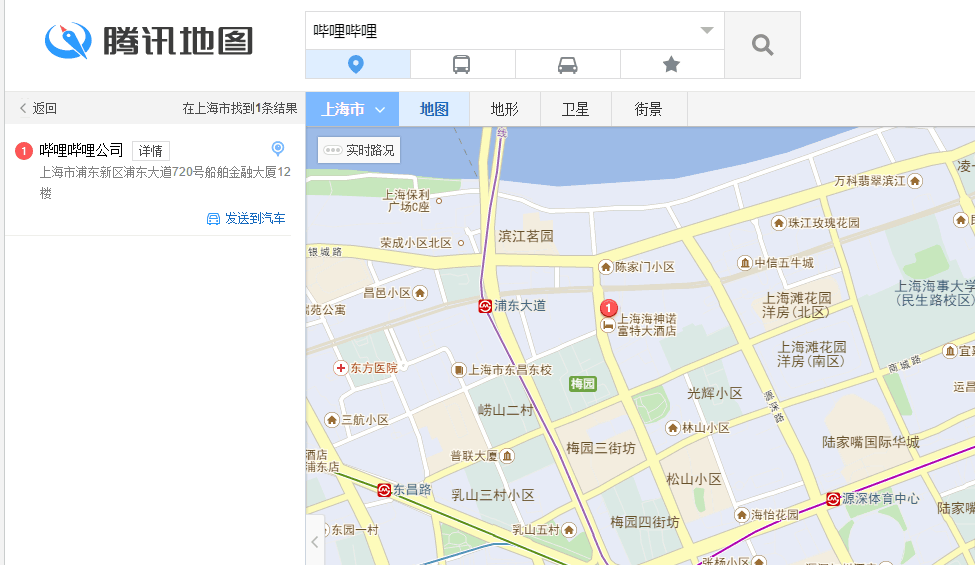 腾讯地图
哔哩哔哩
返回
在上海市找到1条结果
上海市
地图
地形
卫星
街景
1
哔哩哔哩公司
详情
上海市浦东新区浦东大道720号船舶金融大厦12
楼
发送到汽车
实时路况
线
凌
万科翡翠滨江
上海保利
广场C座
珠江玫瑰花园
滨江茗园
荣成小区北区
银城路
陈家门小区
中信五牛城
上海海事大学
(民生路校区)
昌邑小区
上海滩花园
洋房(北区)
浦东大道
1
上海海神诺
富特大酒店
苑公寓
上海滩花园
洋房(南区)
东方医院
上海市东昌东校
商城路
梅园
光辉小区
源深路
运昌
崂山二村
三航小区
林山小区
陆家嘴国际华城
梅园三街坊
普联大厦
酒店
浦东店
松山小区
东昌路
乳山三村小区
源深体育中心
陆家嘴
海怡花园
梅园四街坊
东园一村
乳山五村
张杨小区